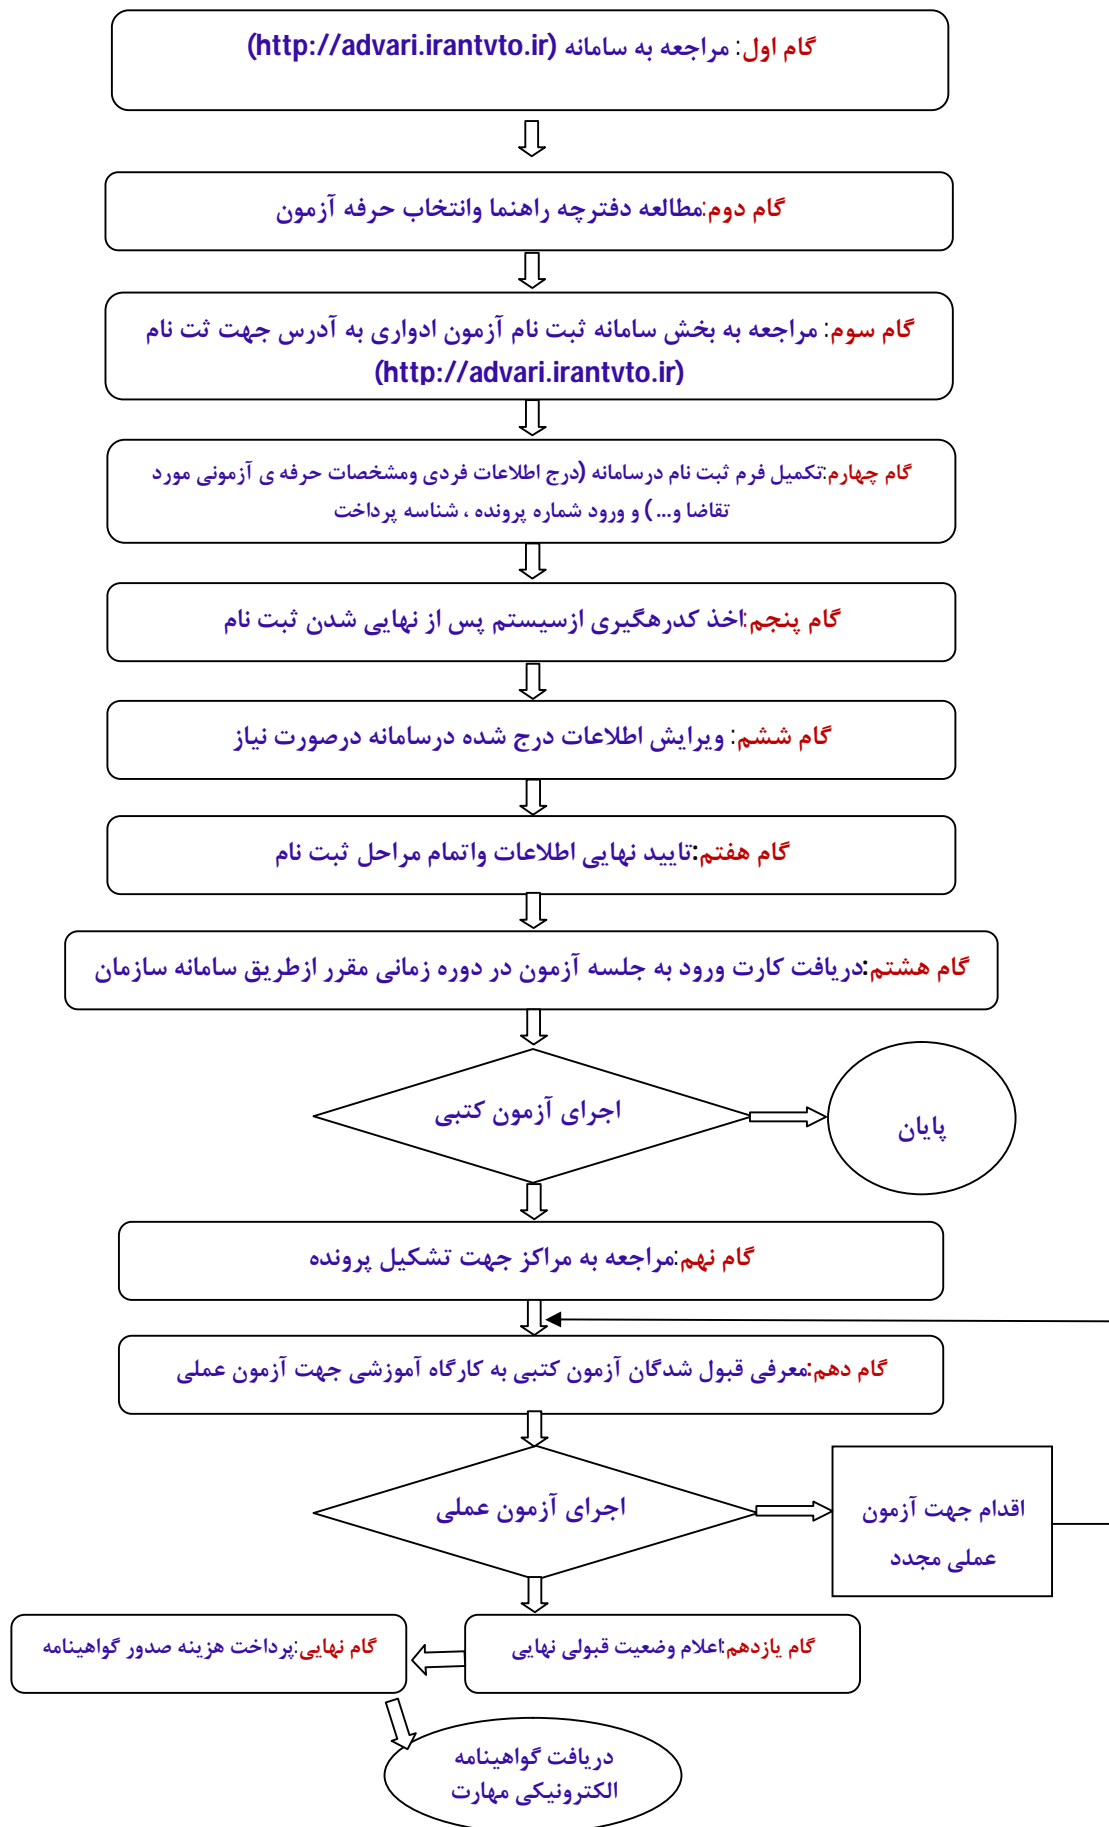 گام اول: مراجعه به سامانه (http://advari.irantvto.ir)
گام دوم:مطالعه دفترچه راهنما وانتخاب حرفه آزمون
گام سوم: مراجعه به بخش سامانه ثبت نام آزمون ادواری به آدرس جهت ثت نام
(http://advari.irantvto.ir)
گام چهارم:تکمیل فرم ثبت نام درسامانه (درج اطلاعات فردی ومشخصات حرفه ی آزمونی مورد
تقاضا و... ) و ورود شماره پرونده ، شناسه پرداخت
گام پنجم:اخذ کدرهگیری ازسیستم پس از نهایی شدن ثبت نام
گام ششم: ویرایش اطلاعات درج شده درسامانه درصورت نیاز
گام هفتم:تایید نهایی اطلاعات واتمام مراحل ثبت نام
گام هشتم:دریافت کارت ورود به جلسه آزمون در دوره زمانی مقرر ازطریق سامانه سازمان
اجرای آزمون کتبی
پایان
گام نهم:مراجعه به مراکز جهت تشکیل پرونده
گام دهم:معرفی قبول شدگان آزمون کتبی به کارگاه آموزشی جهت آزمون عملی
اجرای آزمون عملی
اقدام جهت آزمون
عملی مجدد
گام یازدهم:اعلام وضعیت قبولی نهایی
گام نهایی:پرداخت هزینه صدور گواهینامه
دریافت گواهینامه
الکترونیکی مهارت